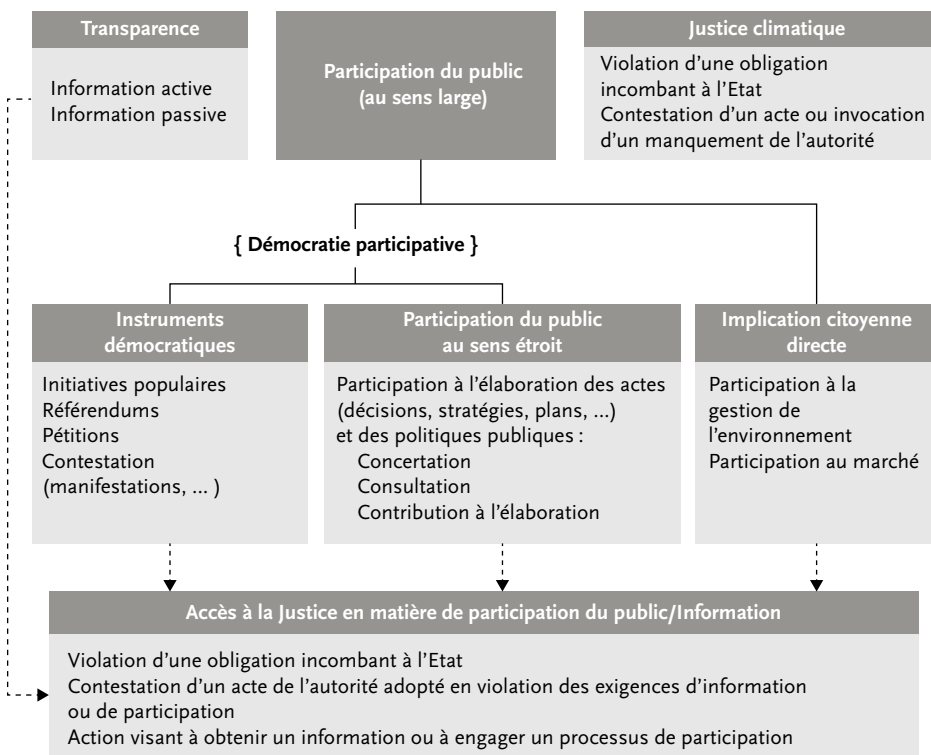 Transparence
Information active
Information passive
Participation du public
(au sens large)
Justice climatique
Violation d’une obligation
incombant à l’Etat
Contestation d’un acte ou invocation
d’un manquement de l’autorité
{ Démocratie participative }
Instruments
démocratiques
Initiatives populaires
Référendums
Pétitions
Contestation
(manifestations, ... )
Participation du public
au sens étroit
Participation à l’élaboration des actes
(décisions, stratégies, plans, ...)
et des politiques publiques :
Concertation
Consultation
Contribution à l’élaboration
Implication citoyenne
directe
Participation à la
gestion de
l’environnement
Participation au marché
Accès à la Justice en matière de participation du public/Information
Violation d’une obligation incombant à l’Etat
Contestation d’un acte de l’autorité adopté en violation des exigences d’information
ou de participation
Action visant à obtenir un information ou à engager un processus de participation